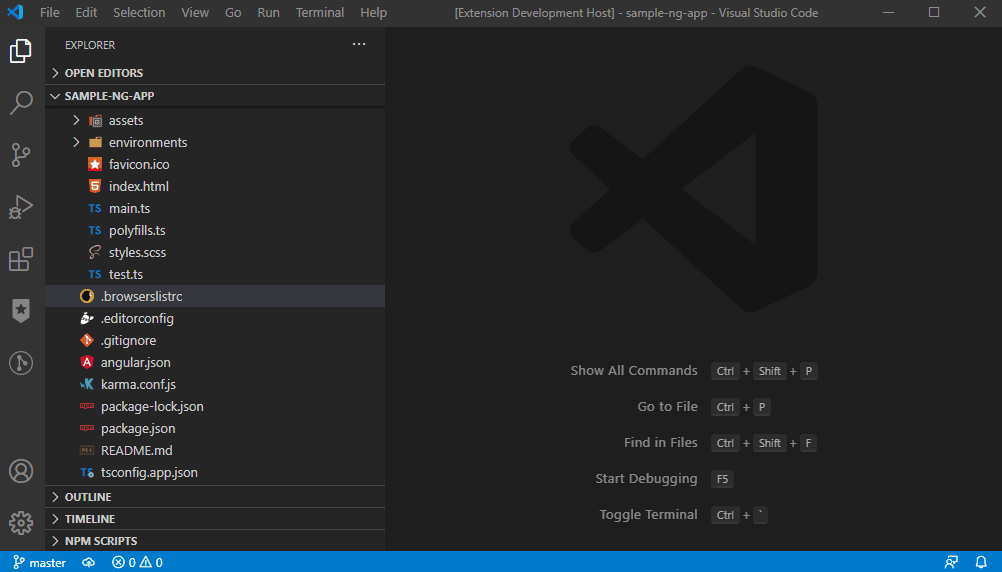 File Edit Selection View Go Run Terminal Help [Extension Development Host] - sample-ng-app - Visual Studio Code
EXPLORER
OPEN EDITORS
SAMPLE-NG-APP
assets
environments
favicon.ico
index.html
TS main.ts
TS polyfills.ts
styles.scss
TS test.ts
.browserslistrc
.editorconfig
.gitignore
angular.json
karma.conf.js
package-lock.json
package.json
README.md
TS tsconfig.app.json
OUTLINE
TIMELINE
NPM SCRIPTS
Show All Commands Ctrl + Shift + P
Go to File Ctrl + P
Find in Files Ctrl + Shift + F
Start Debugging F5
Toggle Terminal Ctrl + `
master 0 0